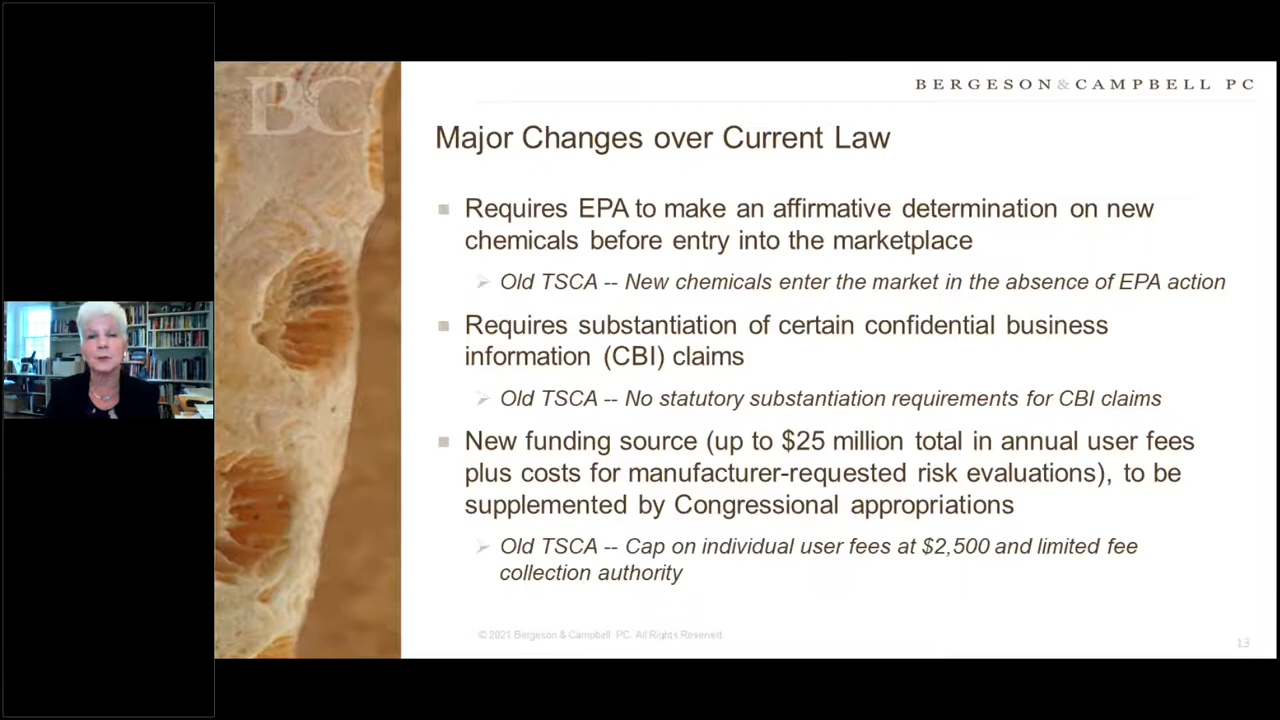 BC
BERGESON&CAMPBELL PC
Major Changes over Current Law
Requires EPA to make an affirmative determination on new
chemicals before entry into the marketplace
Old TSCA -- New chemicals enter the market in the absence of EPA action
Requires substantiation of certain confidential business
information (CBI) claims
Old TSCA -- No statutory substantiation requirements for CBI claims
New funding source (up to $25 million total in annual user fees
plus costs for manufacturer-requested risk evaluations), to be
supplemented by Congressional appropriations
Old TSCA -- Cap on individual user fees at $2,500 and limited fee
collection authority
© 2021 Bergeson & Campbell PC. All Rights Reserved.
13